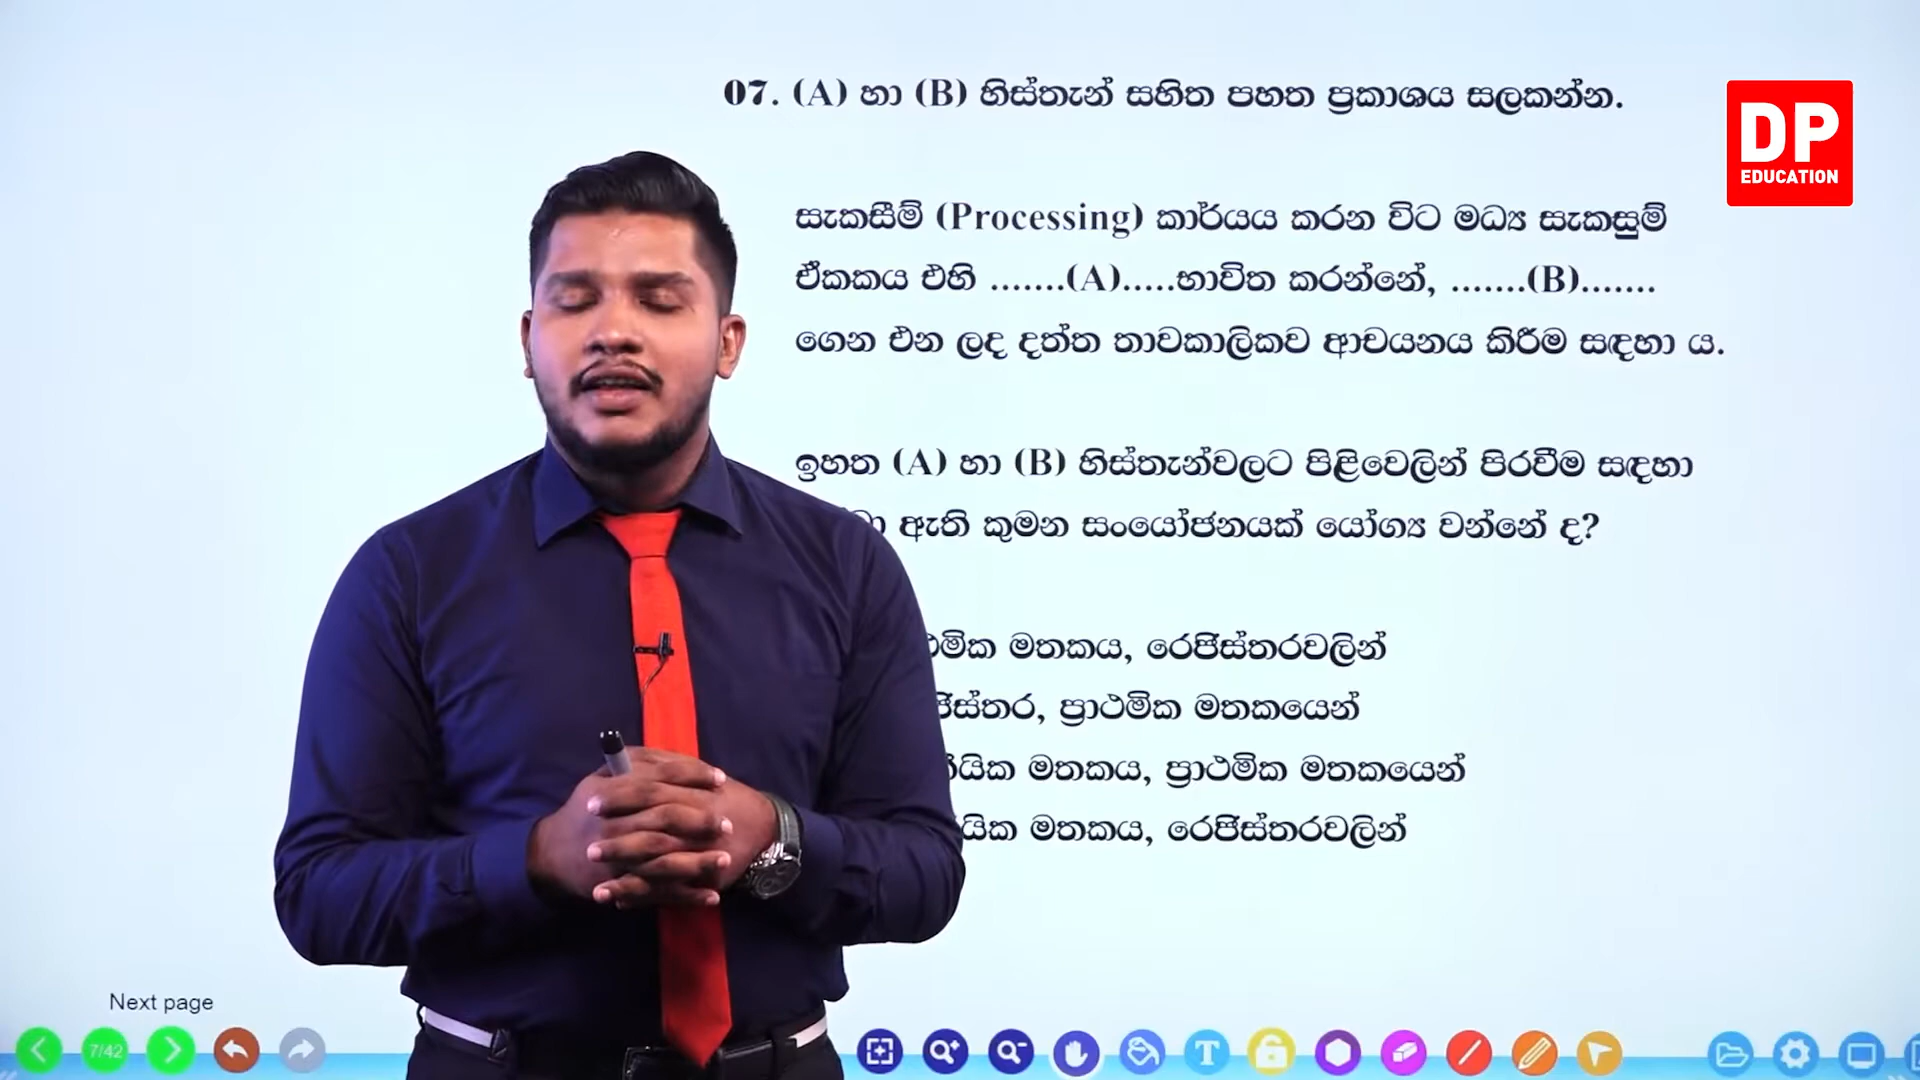 07. (A) හා (B) හිස්තැන් සහිත පහත ප්‍රකාශය සලකන්න.
DP
EDUCATION
සැකසීම් (Processing) කාර්යය කරන විට මධ්‍ය සැකසුම්
ඒකකය එහි .......(A).....භාවිත කරන්නේ, .......(B).......
ගෙන එන ලද දත්ත තාවකාලිකව ආචයනය කිරීම සඳහා ය.
ඉහත (A) හා (B) හිස්තැන්වලට පිළිවෙලින් පිරවීම සඳහා
ඇති කුමන සංයෝජනයක් යෝග්‍ය වන්නේ ද?
මතකය, රෙජිස්තරවලින්
ප්‍රාථමික මතකයෙන්
මතකය, ප්‍රාථමික මතකයෙන්
මතකය, රෙජිස්තරවලින්
Next page
7/42